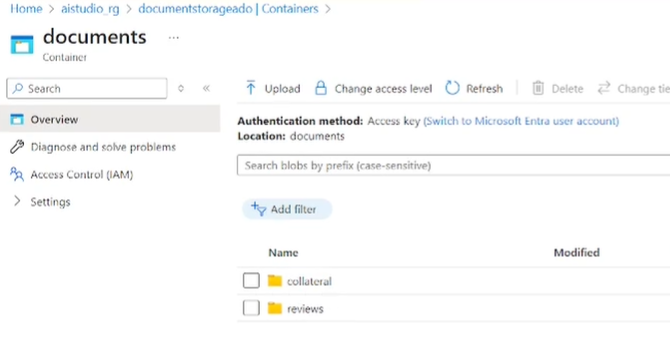 Home > aistudio_rg > documentstorageado | Containers >
documents ...
Container
Search
Overview
Diagnose and solve problems
Access Control (IAM)
Settings
Upload Change access level Refresh Delete Change tie
Authentication method: Access key (Switch to Microsoft Entra user account)
Location: documents
Search blobs by prefix (case-sensitive)
Add filter
Name Modified
collateral
reviews